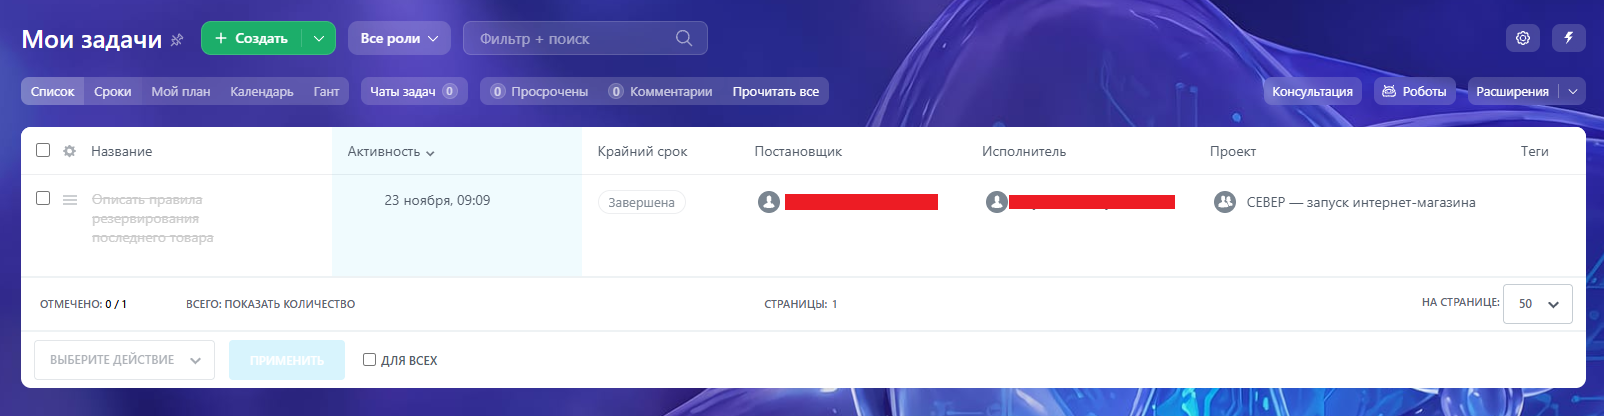 Мои задачи
Создать
Все роли
Фильтр + поиск
Список Сроки Мой план Календарь Гант
Чаты задач 0
0 Просрочены 0 Комментарии Прочитать все
Консультация
Роботы
Расширения
Название Активность Крайний срок Постановщик Исполнитель Проект Теги
Описать правила
резервирования
последнего товара
23 ноября, 09:09
Завершена
СЕВЕР — запуск интернет-магазина
ОТМЕЧЕНО: 0 / 1 ВСЕГО: ПОКАЗАТЬ КОЛИЧЕСТВО СТРАНИЦЫ: 1 НА СТРАНИЦЕ: 50
ВЫБЕРИТЕ ДЕЙСТВИЕ ПРИМЕНИТЬ ДЛЯ ВСЕХ